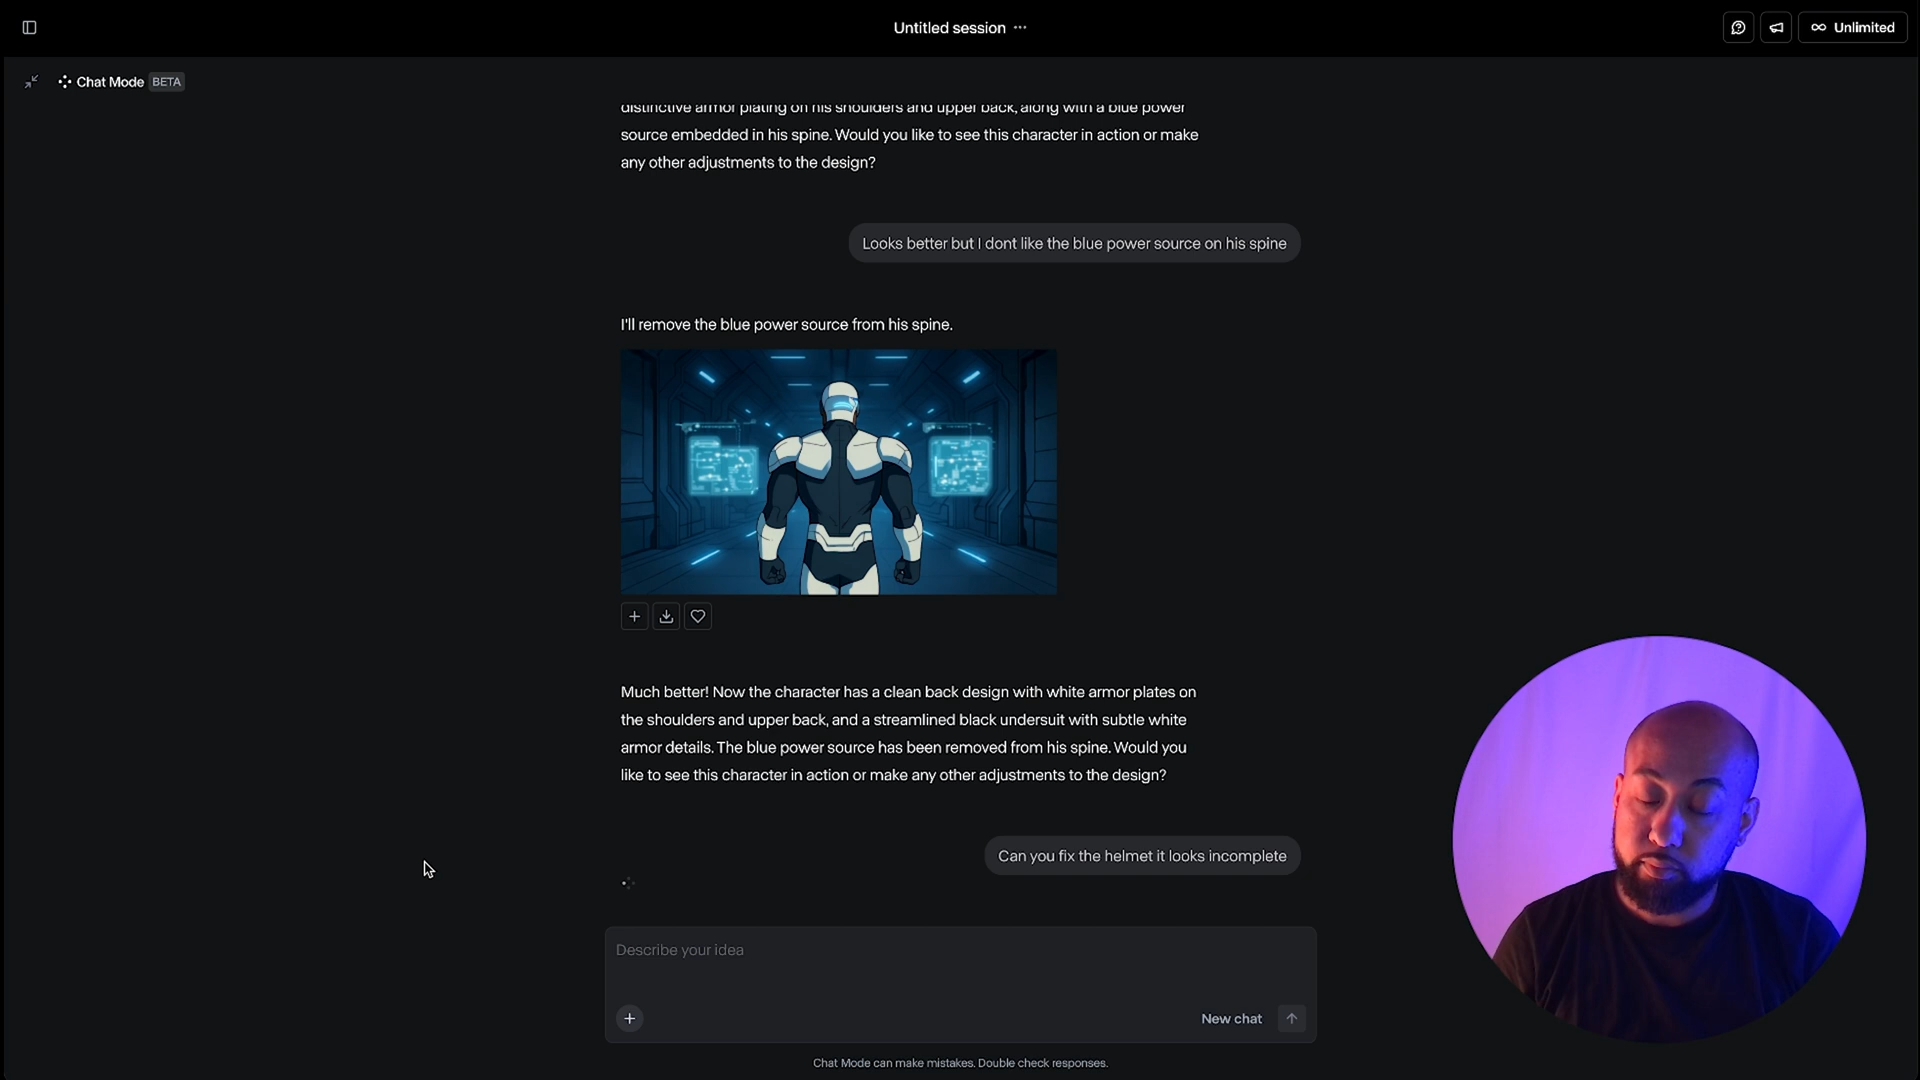 Untitled session ···
Unlimited
Chat Mode BETA
distinctive armor plating on his shoulders and upper back, along with a blue power
source embedded in his spine. Would you like to see this character in action or make
any other adjustments to the design?
Looks better but I dont like the blue power source on his spine
I'll remove the blue power source from his spine.
Much better! Now the character has a clean back design with white armor plates on
the shoulders and upper back, and a streamlined black undersuit with subtle white
armor details. The blue power source has been removed from his spine. Would you
like to see this character in action or make any other adjustments to the design?
Can you fix the helmet it looks incomplete
Describe your idea
New chat
Chat Mode can make mistakes. Double check responses.